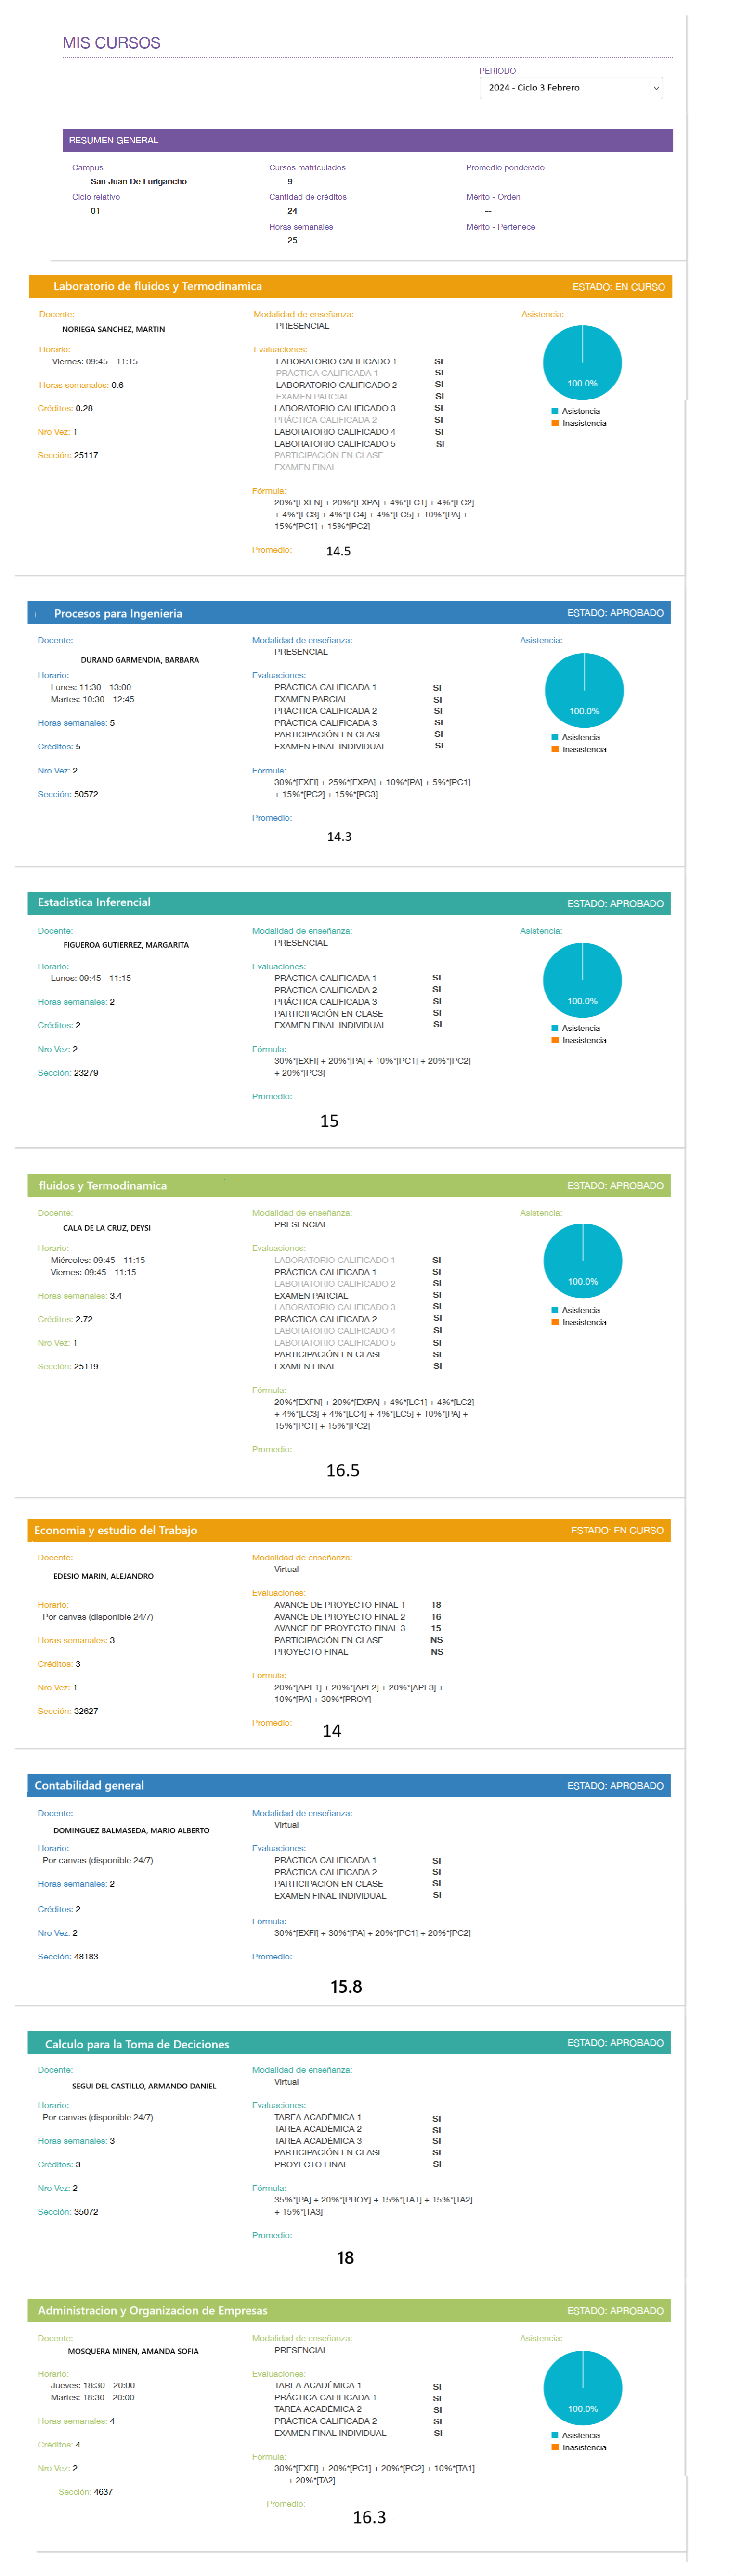 MIS CURSOS
PERIODO
2024 - Ciclo 3 Febrero
RESUMEN GENERAL
Campus
San Juan De Lurigancho
Ciclo relativo
01
Cursos matriculados
9
Cantidad de créditos
24
Horas semanales
25
Promedio ponderado
--
Mérito - Orden
--
Mérito - Pertenece
--
Laboratorio de fluidos y Termodinamica
ESTADO: EN CURSO
Docente:
NORIEGA SANCHEZ, MARTIN
Horario:
- Viernes: 09:45 - 11:15
Horas semanales: 0.6
Créditos: 0.28
Nro Vez: 1
Sección: 25117
Modalidad de enseñanza:
PRESENCIAL
Evaluaciones:
LABORATORIO CALIFICADO 1 SI
PRÁCTICA CALIFICADA 1 SI
LABORATORIO CALIFICADO 2 SI
EXAMEN PARCIAL SI
LABORATORIO CALIFICADO 3 SI
PRÁCTICA CALIFICADA 2 SI
LABORATORIO CALIFICADO 4 SI
LABORATORIO CALIFICADO 5 SI
PARTICIPACIÓN EN CLASE
EXAMEN FINAL
Fórmula:
20%*[EXFN] + 20%*[EXPA] + 4%*[LC1] + 4%*[LC2]
+ 4%*[LC3] + 4%*[LC4] + 4%*[LC5] + 10%*[PA] +
15%*[PC1] + 15%*[PC2]
Promedio: 14.5
Asistencia:
100.0%
Asistencia
Inasistencia
Procesos para Ingenieria
ESTADO: APROBADO
Docente:
DURAND GARMENDIA, BARBARA
Horario:
- Lunes: 11:30 - 13:00
- Martes: 10:30 - 12:45
Horas semanales: 5
Créditos: 5
Nro Vez: 2
Sección: 50572
Modalidad de enseñanza:
PRESENCIAL
Evaluaciones:
PRÁCTICA CALIFICADA 1 SI
EXAMEN PARCIAL SI
PRÁCTICA CALIFICADA 2 SI
PRÁCTICA CALIFICADA 3 SI
PARTICIPACIÓN EN CLASE SI
EXAMEN FINAL INDIVIDUAL SI
Fórmula:
30%*[EXFI] + 25%*[EXPA] + 10%*[PA] + 5%*[PC1]
+ 15%*[PC2] + 15%*[PC3]
Promedio:
14.3
Asistencia:
100.0%
Asistencia
Inasistencia
Estadistica Inferencial
ESTADO: APROBADO
Docente:
FIGUEROA GUTIERREZ, MARGARITA
Horario:
- Lunes: 09:45 - 11:15
Horas semanales: 2
Créditos: 2
Nro Vez: 2
Sección: 23279
Modalidad de enseñanza:
PRESENCIAL
Evaluaciones:
PRÁCTICA CALIFICADA 1 SI
PRÁCTICA CALIFICADA 2 SI
PRÁCTICA CALIFICADA 3 SI
PARTICIPACIÓN EN CLASE SI
EXAMEN FINAL INDIVIDUAL SI
Fórmula:
30%*[EXFI] + 20%*[PA] + 10%*[PC1] + 20%*[PC2]
+ 20%*[PC3]
Promedio:
15
Asistencia:
100.0%
Asistencia
Inasistencia
fluidos y Termodinamica
ESTADO: APROBADO
Docente:
CALA DE LA CRUZ, DEYSI
Horario:
- Miércoles: 09:45 - 11:15
- Viernes: 09:45 - 11:15
Horas semanales: 3.4
Créditos: 2.72
Nro Vez: 1
Sección: 25119
Modalidad de enseñanza:
PRESENCIAL
Evaluaciones:
LABORATORIO CALIFICADO 1 SI
PRÁCTICA CALIFICADA 1 SI
LABORATORIO CALIFICADO 2 SI
EXAMEN PARCIAL SI
LABORATORIO CALIFICADO 3 SI
PRÁCTICA CALIFICADA 2 SI
LABORATORIO CALIFICADO 4 SI
LABORATORIO CALIFICADO 5 SI
PARTICIPACIÓN EN CLASE SI
EXAMEN FINAL SI
Fórmula:
20%*[EXFN] + 20%*[EXPA] + 4%*[LC1] + 4%*[LC2]
+ 4%*[LC3] + 4%*[LC4] + 4%*[LC5] + 10%*[PA] +
15%*[PC1] + 15%*[PC2]
Promedio:
16.5
Asistencia:
100.0%
Asistencia
Inasistencia
Economia y estudio del Trabajo
ESTADO: EN CURSO
Docente:
EDESIO MARIN, ALEJANDRO
Horario:
Por canvas (disponible 24/7)
Horas semanales: 3
Créditos: 3
Nro Vez: 1
Sección: 32627
Modalidad de enseñanza:
Virtual
Evaluaciones:
AVANCE DE PROYECTO FINAL 1 18
AVANCE DE PROYECTO FINAL 2 16
AVANCE DE PROYECTO FINAL 3 15
PARTICIPACIÓN EN CLASE NS
PROYECTO FINAL NS
Fórmula:
20%*[APF1] + 20%*[APF2] + 20%*[APF3] +
10%*[PA] + 30%*[PROY]
Promedio: 14
Contabilidad general
ESTADO: APROBADO
Docente:
DOMINGUEZ BALMASEDA, MARIO ALBERTO
Horario:
Por canvas (disponible 24/7)
Horas semanales: 2
Créditos: 2
Nro Vez: 2
Sección: 48183
Modalidad de enseñanza:
Virtual
Evaluaciones:
PRÁCTICA CALIFICADA 1 SI
PRÁCTICA CALIFICADA 2 SI
PARTICIPACIÓN EN CLASE SI
EXAMEN FINAL INDIVIDUAL SI
Fórmula:
30%*[EXFI] + 30%*[PA] + 20%*[PC1] + 20%*[PC2]
Promedio:
15.8
Calculo para la Toma de Deciciones
ESTADO: APROBADO
Docente:
SEGUI DEL CASTILLO, ARMANDO DANIEL
Horario:
Por canvas (disponible 24/7)
Horas semanales: 3
Créditos: 3
Nro Vez: 2
Sección: 35072
Modalidad de enseñanza:
Virtual
Evaluaciones:
TAREA ACADÉMICA 1 SI
TAREA ACADÉMICA 2 SI
TAREA ACADÉMICA 3 SI
PARTICIPACIÓN EN CLASE SI
PROYECTO FINAL SI
Fórmula:
35%*[PA] + 20%*[PROY] + 15%*[TA1] + 15%*[TA2]
+ 15%*[TA3]
Promedio:
18
Administracion y Organizacion de Empresas
ESTADO: APROBADO
Docente:
MOSQUERA MINEN, AMANDA SOFIA
Horario:
- Jueves: 18:30 - 20:00
- Martes: 18:30 - 20:00
Horas semanales: 4
Créditos: 4
Nro Vez: 2
Sección: 4637
Modalidad de enseñanza:
PRESENCIAL
Evaluaciones:
TAREA ACADÉMICA 1 SI
PRÁCTICA CALIFICADA 1 SI
TAREA ACADÉMICA 2 SI
PRÁCTICA CALIFICADA 2 SI
EXAMEN FINAL INDIVIDUAL SI
Fórmula:
30%*[EXFI] + 20%*[PC1] + 20%*[PC2] + 10%*[TA1]
+ 20%*[TA2]
Promedio:
16.3
Asistencia:
100.0%
Asistencia
Inasistencia